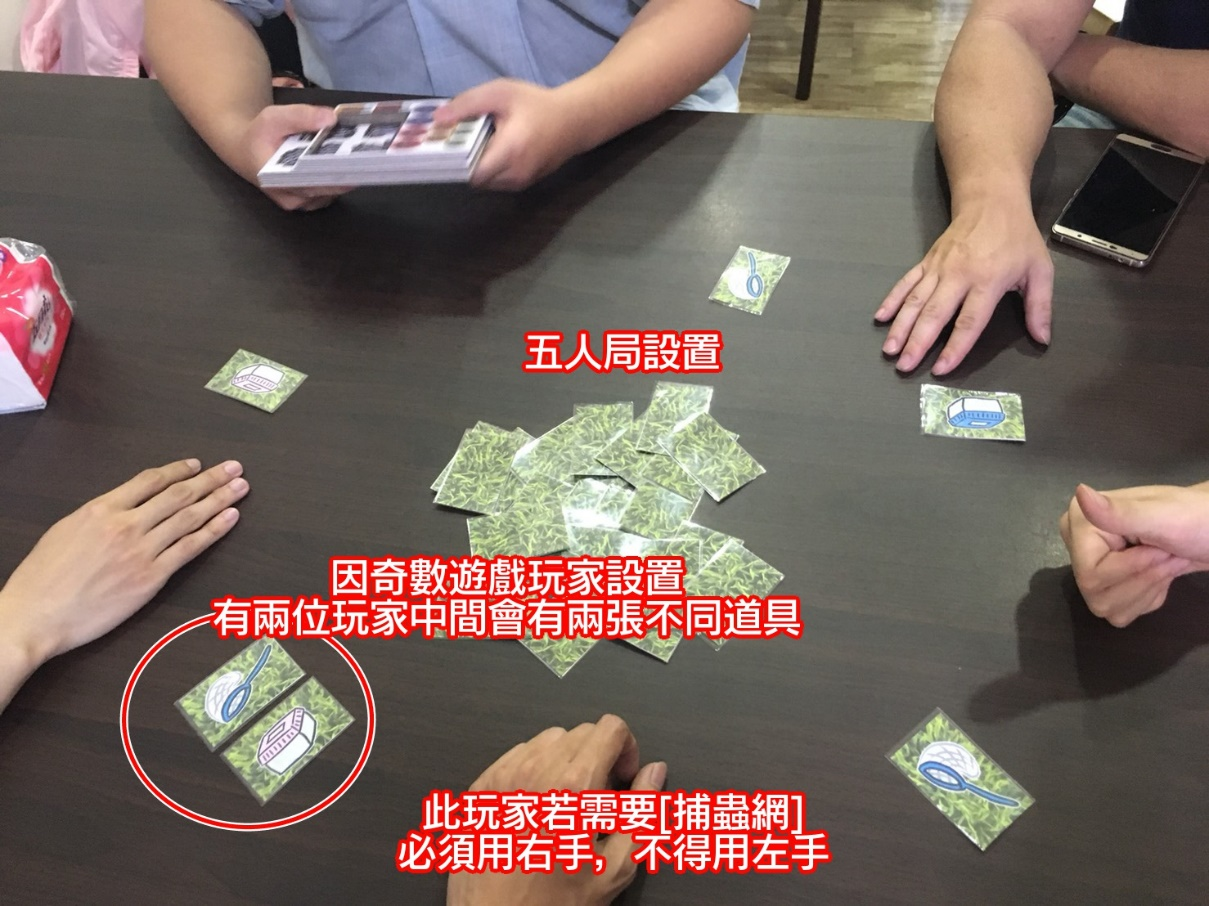 五人局設置
因奇數遊戲玩家設置
有兩位玩家中間會有兩張不同道具
此玩家若需要[捕蟲網]
必須用右手，不得用左手